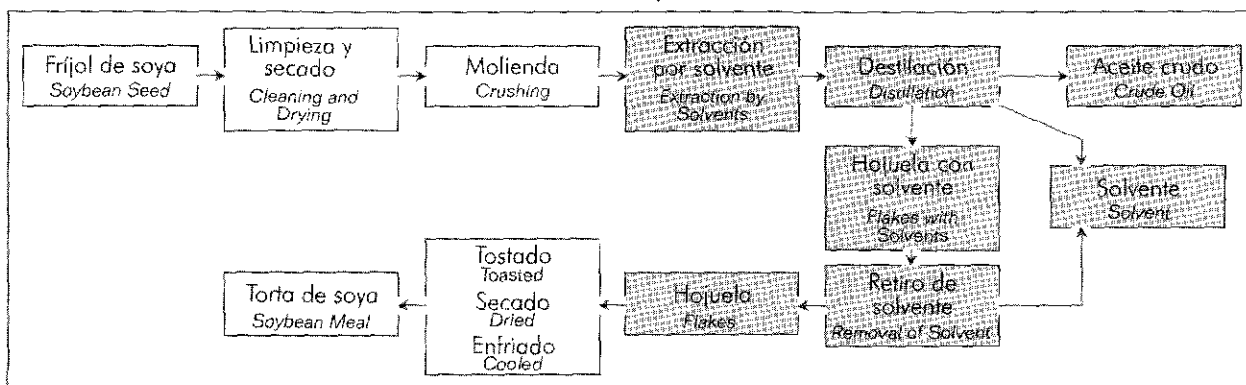 Fríjol de soya
Soybean Seed
Limpieza y
secado
Cleaning and
Drying
Molienda
Crushing
Extracción
por solvente
Extraction by
Solvents
Destilación
Distillation
Aceite crudo
Crude Oil
Hojuela con
solvente
Flakes with
Solvents
Solvente
Solvent
Retiro de
solvente
Removal of Solvent
Hojuela
Flakes
Tostado
Toasted
Secado
Dried
Enfriado
Cooled
Torta de soya
Soybean Meal